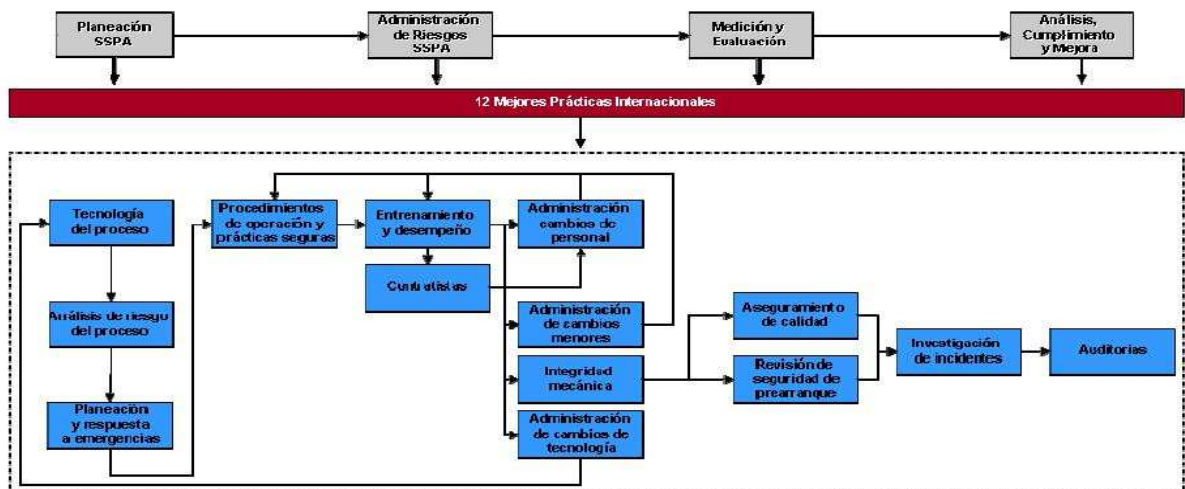 Planeación
SSPA
Administración
de Riesgos
SSPA
Medición y
Evaluación
Análisis,
Cumplimiento
y Mejora
12 Mejores Prácticas Internacionales
Tecnología
del proceso
Procedimientos
de operación y
prácticas seguras
Entrenamiento
y desempeño
Administración
cambios de
personal
Contratistas
Análisis de riesgo
del proceso
Administración
de cambios
menores
Aseguramiento
de calidad
Integridad
mecánica
Revisión de
seguridad de
prearranque
Investigación
de incidentes
Auditorias
Planeación
y respuesta
a emergencias
Administración
de cambios de
tecnología